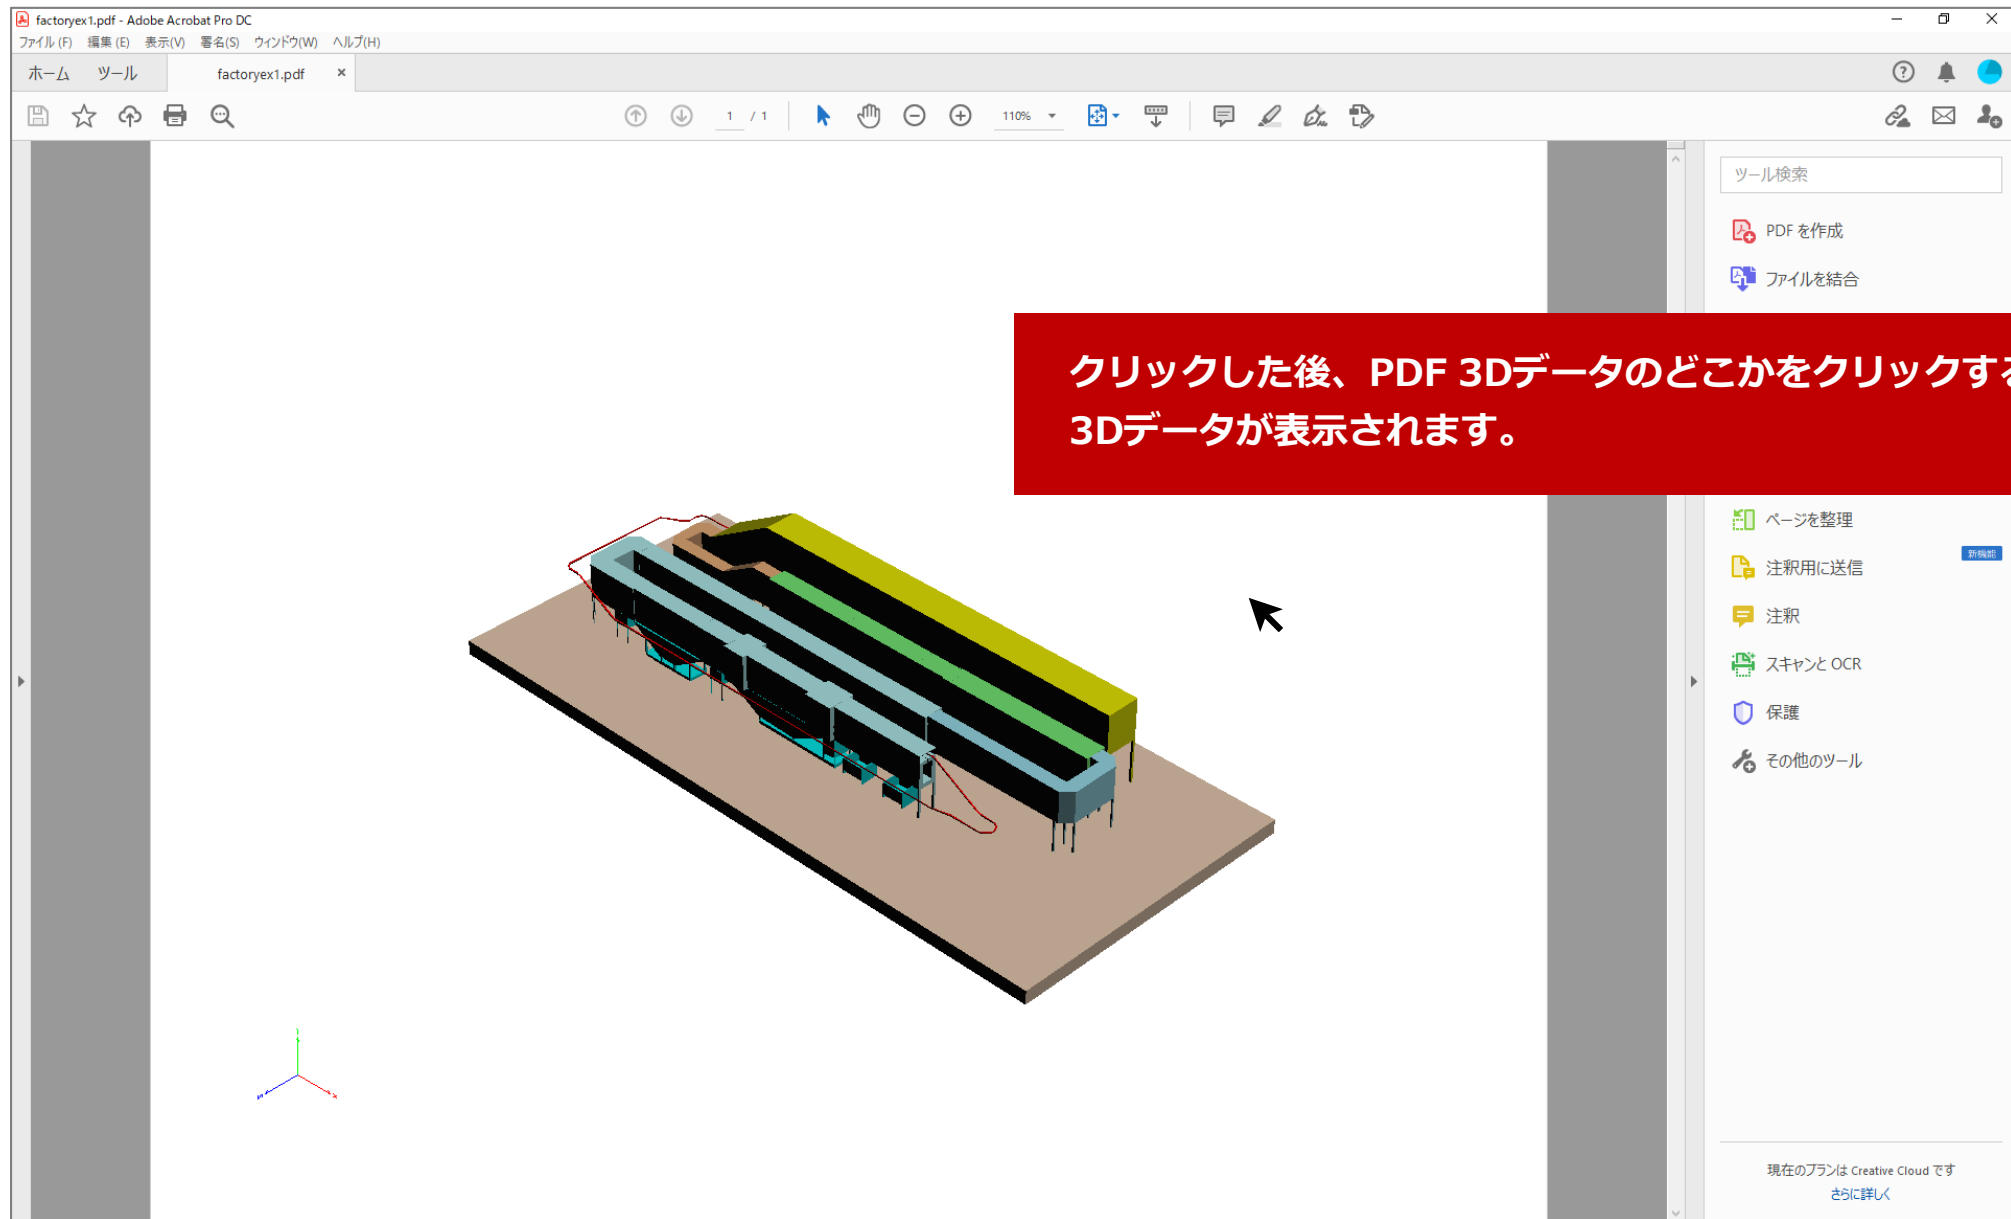 factoryex1.pdf - Adobe Acrobat Pro DC
ファイル(F) 編集(E) 表示(V) 署名(S) ウィンドウ(W) ヘルプ(H)
ホーム ツール factoryex1.pdf ×
1 / 1 110%
ツール検索
PDF を作成
ファイルを結合
クリックした後、PDF 3Dデータのどこかをクリックする
3Dデータが表示されます。
ページを整理
新機能
注釈用に送信
注釈
スキャンと OCR
保護
その他のツール
現在のプランは Creative Cloud です
さらに詳しく